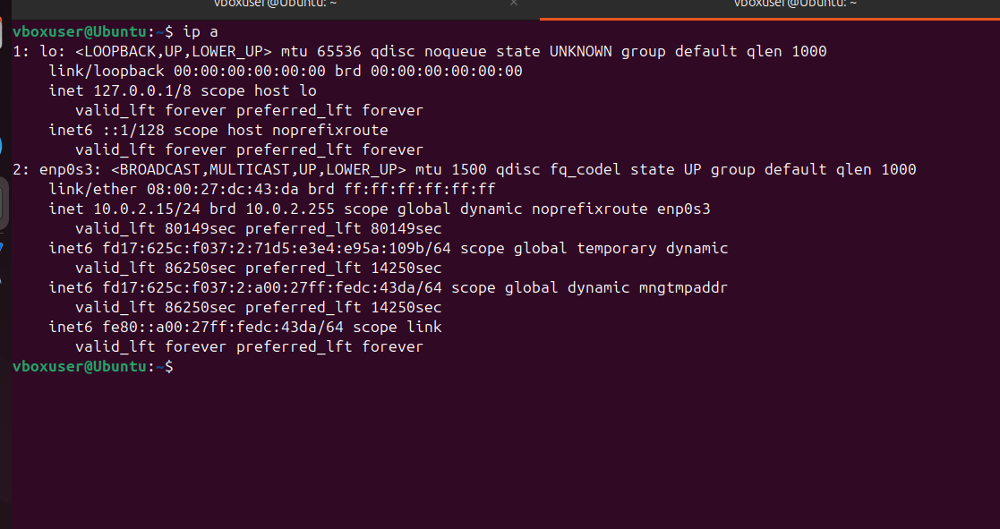 vboxuser@Ubuntu: ~ × vboxuser@Ubuntu: ~
vboxuser@Ubuntu:~$ ip a
1: lo: <LOOPBACK,UP,LOWER_UP> mtu 65536 qdisc noqueue state UNKNOWN group default qlen 1000
    link/loopback 00:00:00:00:00:00 brd 00:00:00:00:00:00
    inet 127.0.0.1/8 scope host lo
       valid_lft forever preferred_lft forever
    inet6 ::1/128 scope host noprefixroute
       valid_lft forever preferred_lft forever
2: enp0s3: <BROADCAST,MULTICAST,UP,LOWER_UP> mtu 1500 qdisc fq_codel state UP group default qlen 1000
    link/ether 08:00:27:dc:43:da brd ff:ff:ff:ff:ff:ff
    inet 10.0.2.15/24 brd 10.0.2.255 scope global dynamic noprefixroute enp0s3
       valid_lft 80149sec preferred_lft 80149sec
    inet6 fd17:625c:f037:2:71d5:e3e4:e95a:109b/64 scope global temporary dynamic
       valid_lft 86250sec preferred_lft 14250sec
    inet6 fd17:625c:f037:2:a00:27ff:fedc:43da/64 scope global dynamic mngtmpaddr
       valid_lft 86250sec preferred_lft 14250sec
    inet6 fe80::a00:27ff:fedc:43da/64 scope link
       valid_lft forever preferred_lft forever
vboxuser@Ubuntu:~$